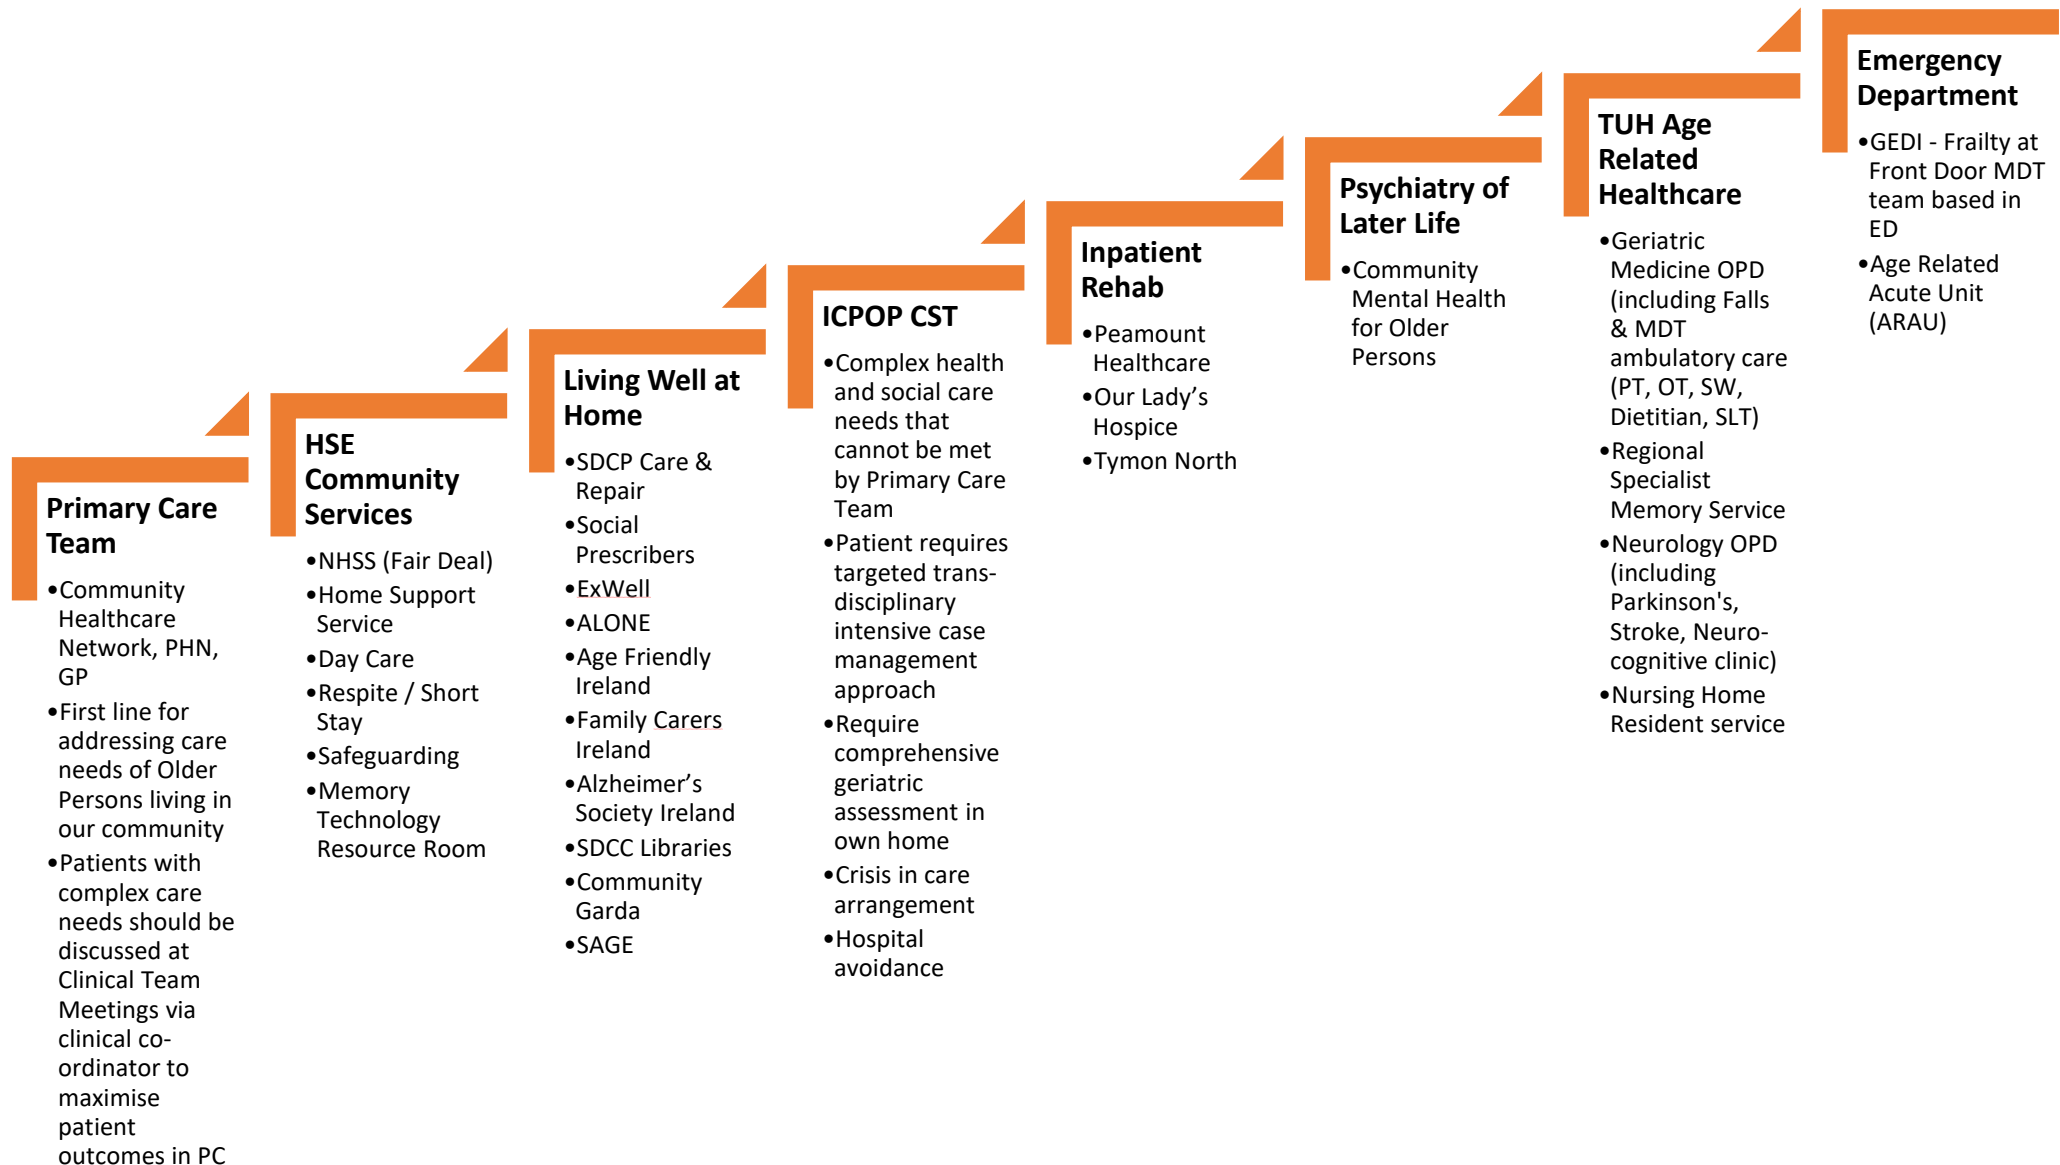 Primary Care
Team
•Community
Healthcare
Network, PHN,
GP
•First line for
addressing care
needs of Older
Persons living in
our community
•Patients with
complex care
needs should be
discussed at
Clinical Team
Meetings via
clinical co-
ordinator to
maximise
patient
outcomes in PC
HSE
Community
Services
•NHSS (Fair Deal)
•Home Support
Service
•Day Care
•Respite / Short
Stay
•Safeguarding
•Memory
Technology
Resource Room
Living Well at
Home
•SDCP Care &
Repair
•Social
Prescribers
•ExWell
•ALONE
•Age Friendly
Ireland
•Family Carers
Ireland
•Alzheimer’s
Society Ireland
•SDCC Libraries
•Community
Garda
•SAGE
ICPOP CST
•Complex health
and social care
needs that
cannot be met
by Primary Care
Team
•Patient requires
targeted trans-
disciplinary
intensive case
management
approach
•Require
comprehensive
geriatric
assessment in
own home
•Crisis in care
arrangement
•Hospital
avoidance
Inpatient
Rehab
•Peamount
Healthcare
•Our Lady’s
Hospice
•Tymon North
Psychiatry of
Later Life
•Community
Mental Health
for Older
Persons
TUH Age
Related
Healthcare
•Geriatric
Medicine OPD
(including Falls
& MDT
ambulatory care
(PT, OT, SW,
Dietitian, SLT)
•Regional
Specialist
Memory Service
•Neurology OPD
(including
Parkinson's,
Stroke, Neuro-
cognitive clinic)
•Nursing Home
Resident service
Emergency
Department
•GEDI - Frailty at
Front Door MDT
team based in
ED
•Age Related
Acute Unit
(ARAU)